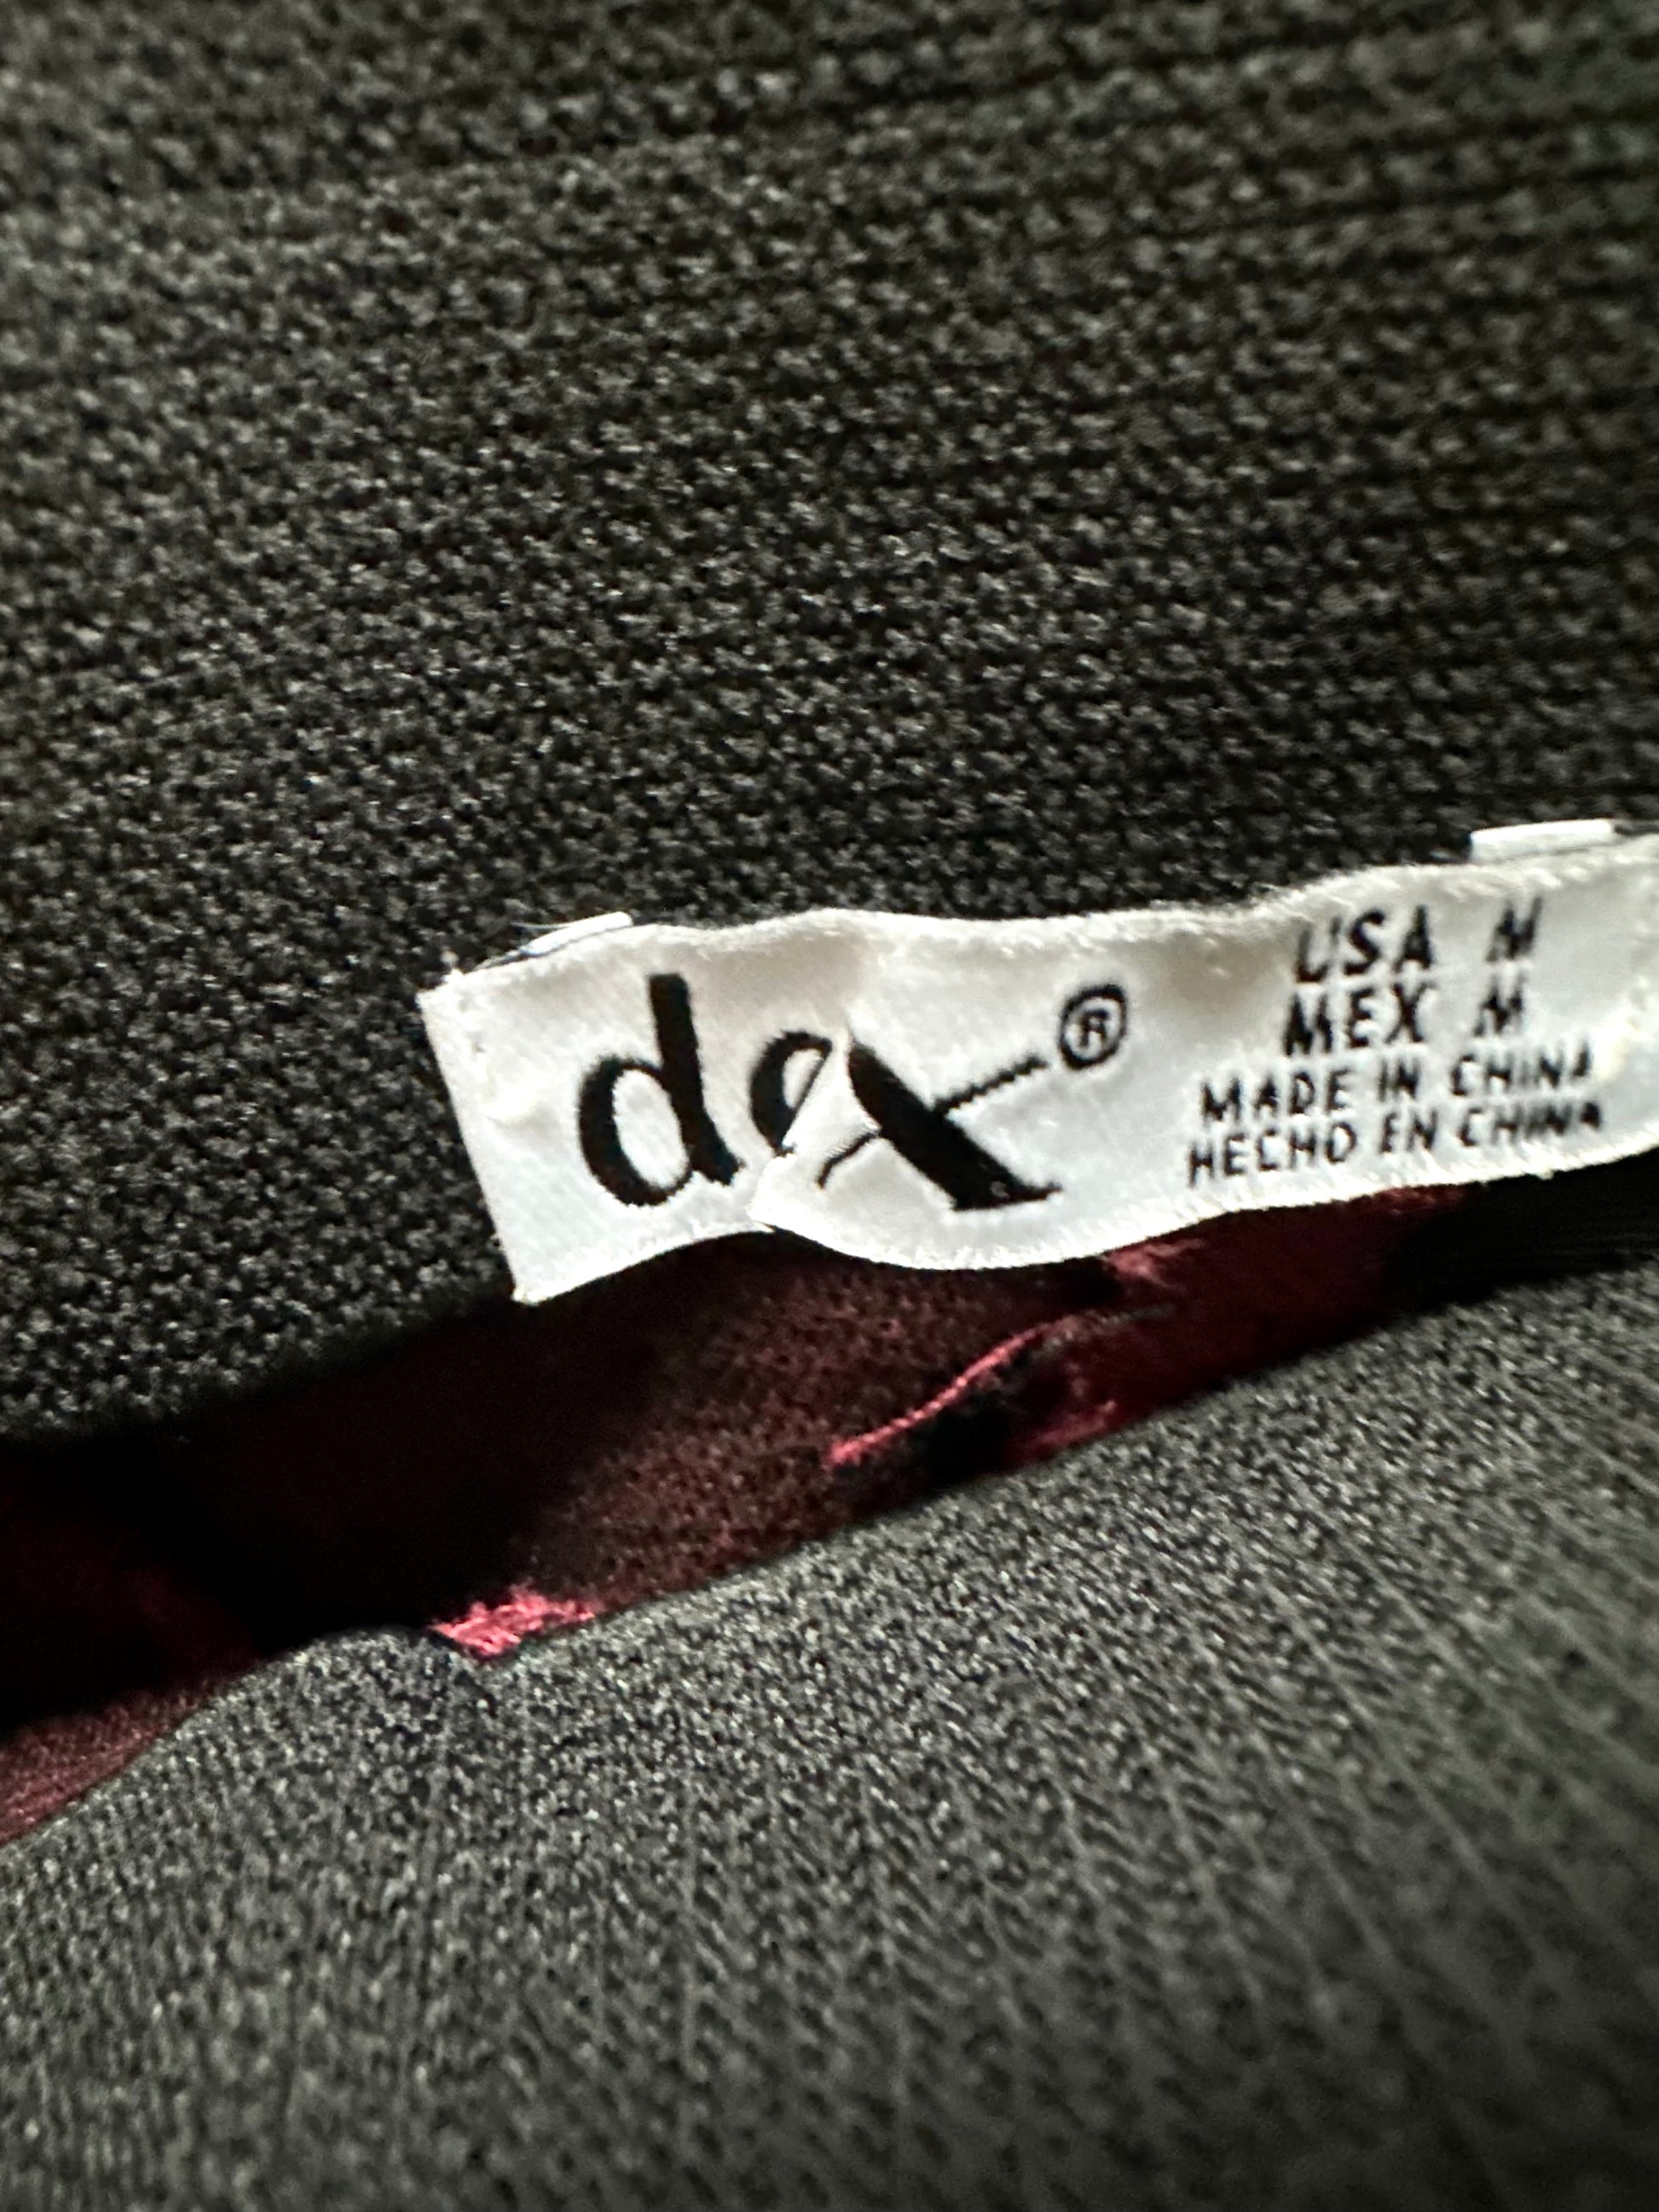 dex®
USA M
MEX M
MADE IN CHINA
HECHO EN CHINA